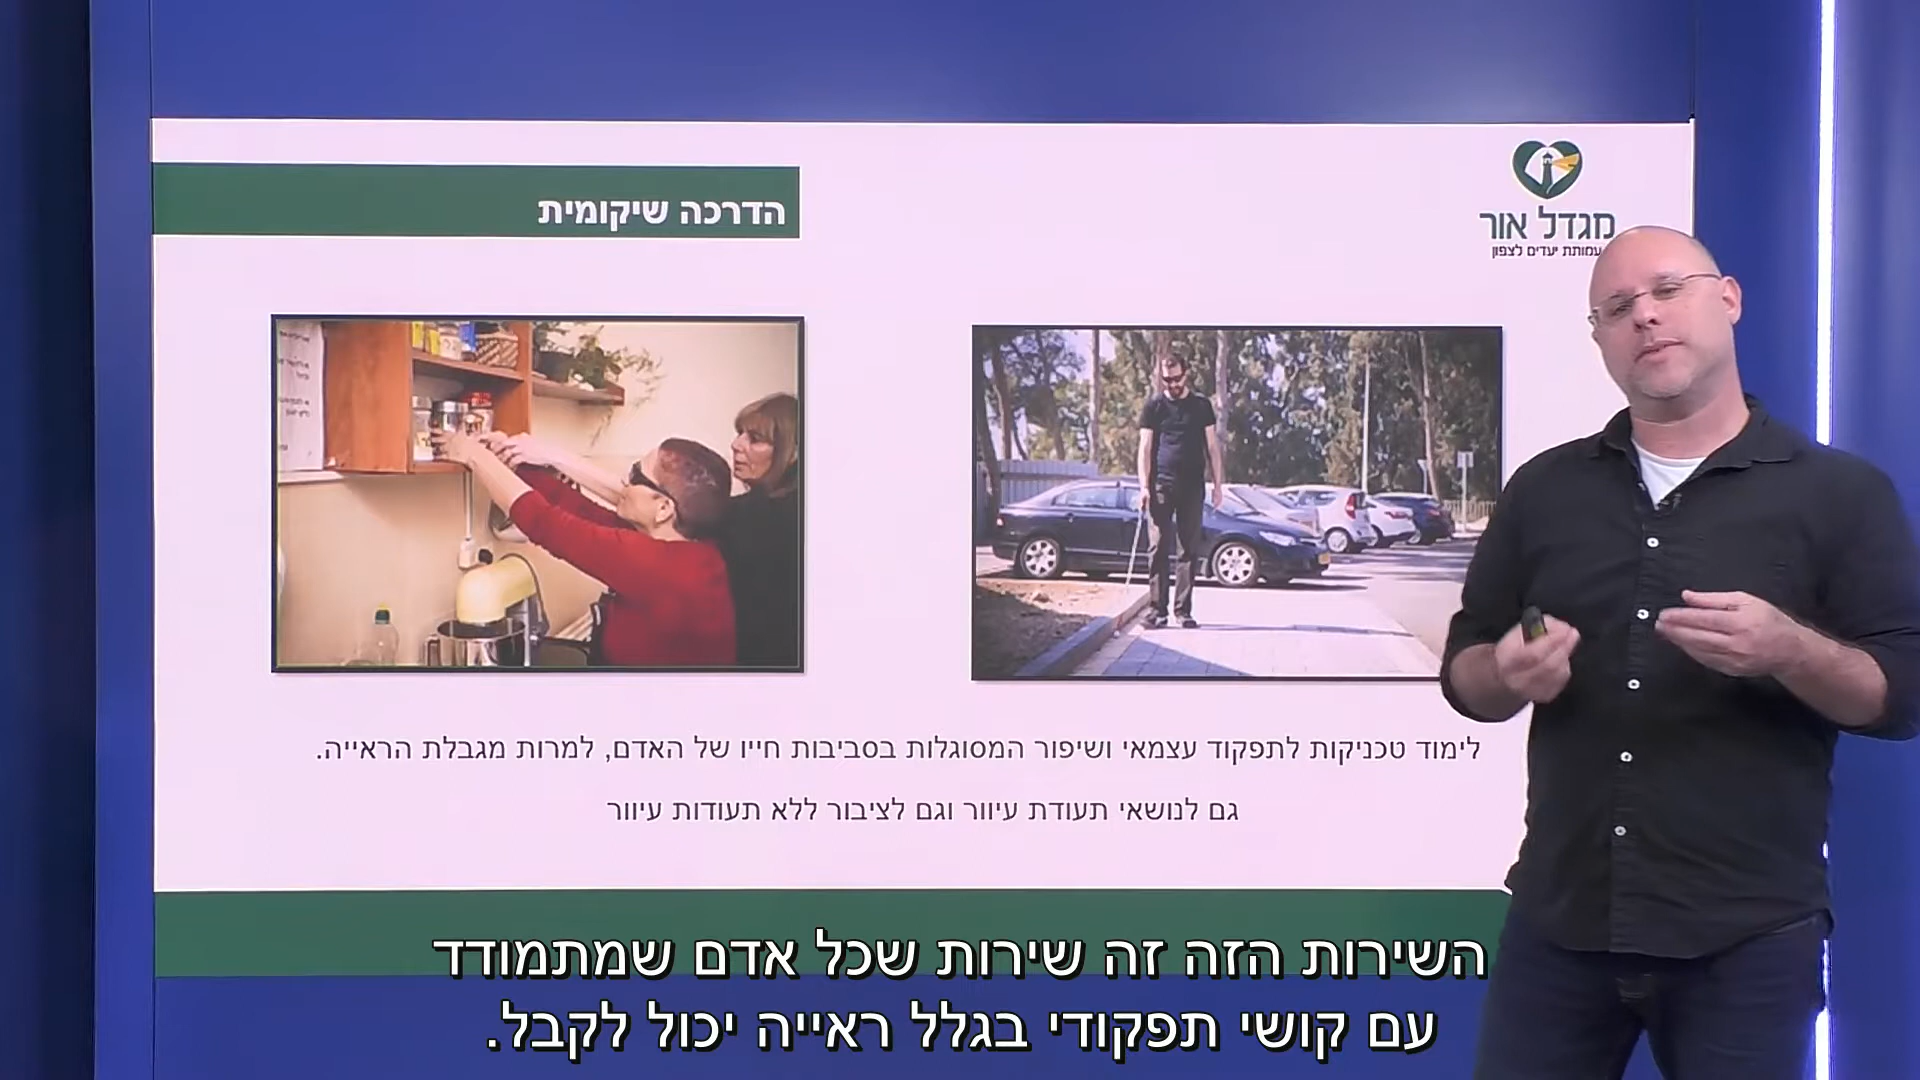 מגדל אור
עמותת יעדים לצפון
הדרכה שיקומית
לימוד טכניקות לתפקוד עצמאי ושיפור המסוגלות בסביבות חייו של האדם, למרות מגבלת הראייה.
גם לנושאי תעודת עיוור וגם לציבור ללא תעודות עיוור
השירות הזה זה שירות שכל אדם שמתמודד
עם קושי תפקודי בגלל ראייה יכול לקבל.